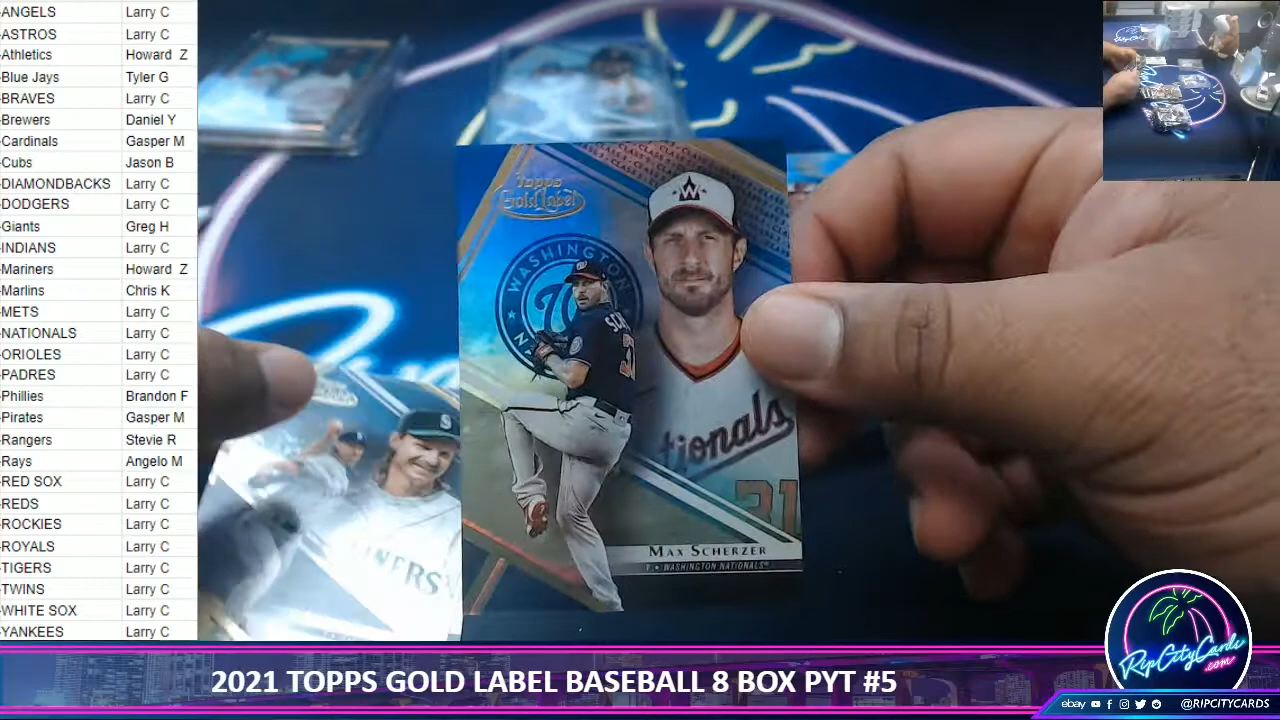 -ANGELS Larry C
-ASTROS Larry C
-Athletics Howard Z
-Blue Jays Tyler G
-BRAVES Larry C
-Brewers Daniel Y
-Cardinals Gasper M
-Cubs Jason B
-DIAMONDBACKS Larry C
-DODGERS Larry C
-Giants Greg H
-INDIANS Larry C
-Mariners Howard Z
-Marlins Chris K
-METS Larry C
-NATIONALS Larry C
-ORIOLES Larry C
-PADRES Larry C
-Phillies Brandon F
-Pirates Gasper M
-Rangers Stevie R
-Rays Angelo M
-RED SOX Larry C
-REDS Larry C
-ROCKIES Larry C
-ROYALS Larry C
-TIGERS Larry C
-TWINS Larry C
-WHITE SOX Larry C
-YANKEES Larry C
Topps
Gold Label
W
WASHINGTON
W
31
tionals
31
MAX SCHERZER
P • WASHINGTON NATIONALS
S
INERS
RipCityCards
.com
2021 TOPPS GOLD LABEL BASEBALL 8 BOX PYT #5
ebay @RIPCITYCARDS